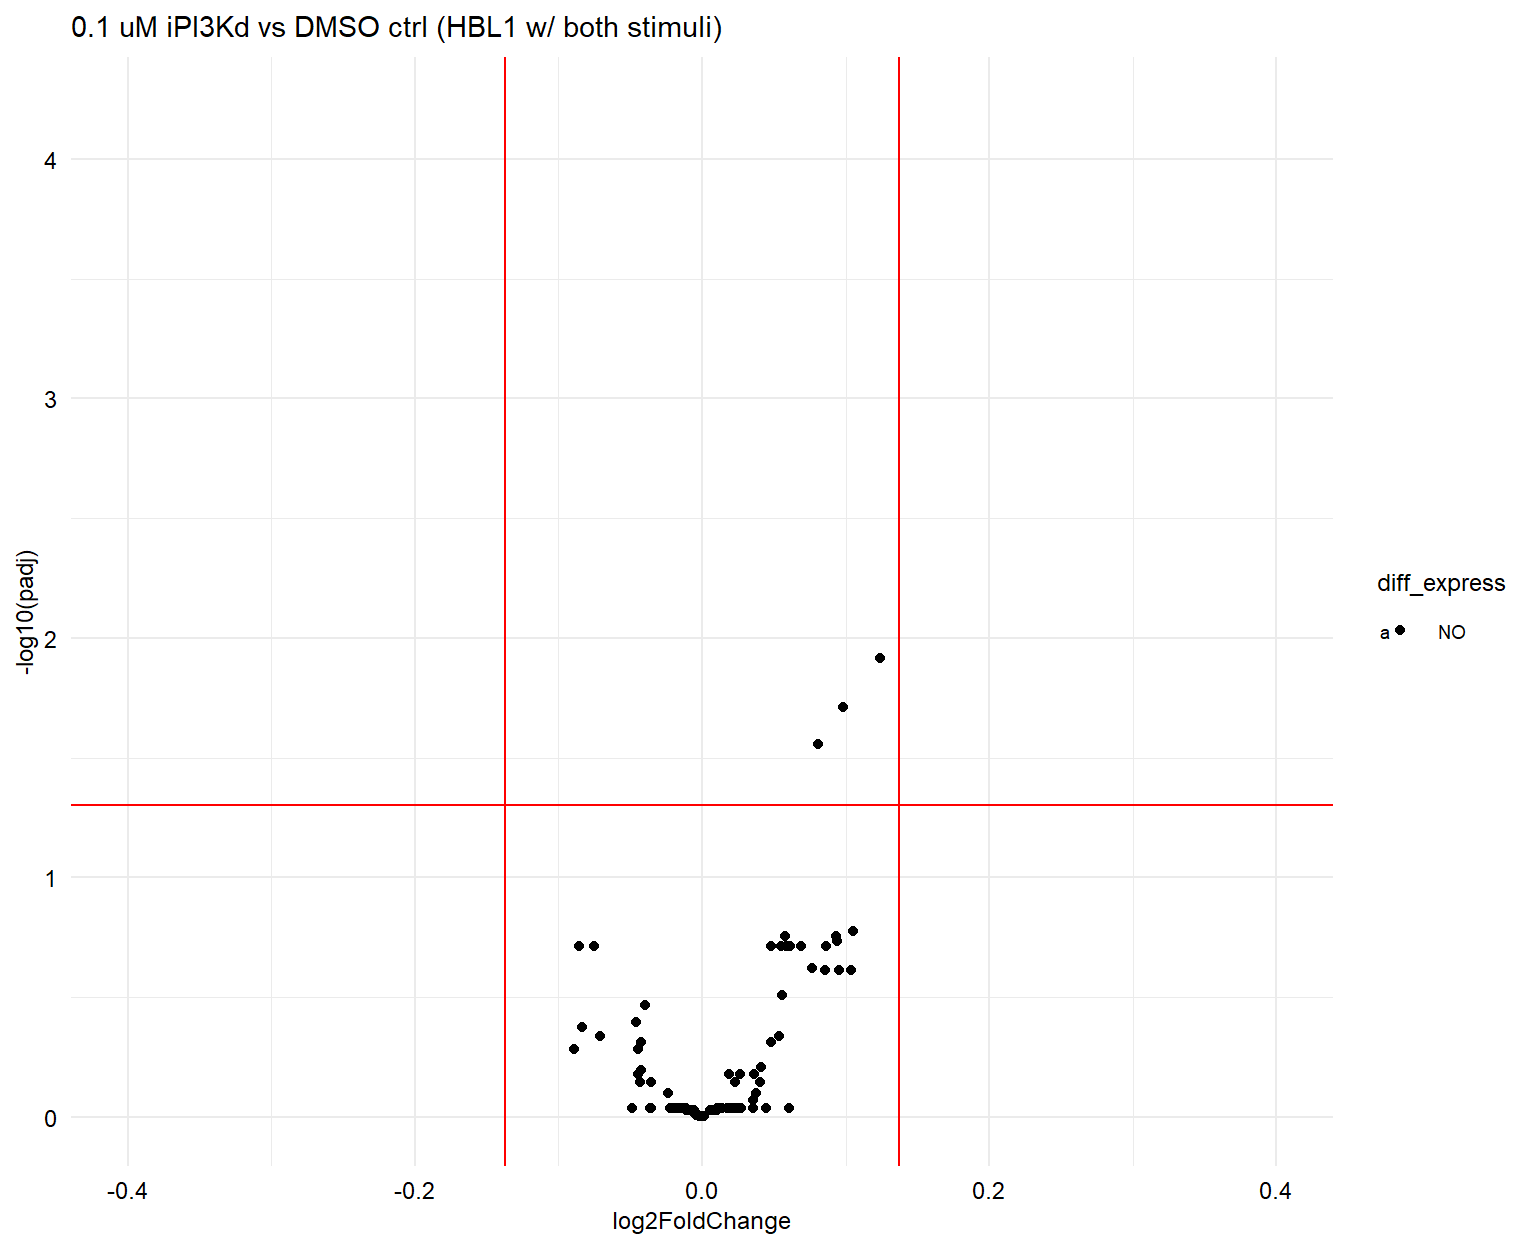 0.1 uM iPI3Kd vs DMSO ctrl (HBL1 w/ both stimuli)
4
3
2
1
0
-log10(padj)
-0.4
-0.2
0.0
0.2
0.4
log2FoldChange
diff_express
a NO